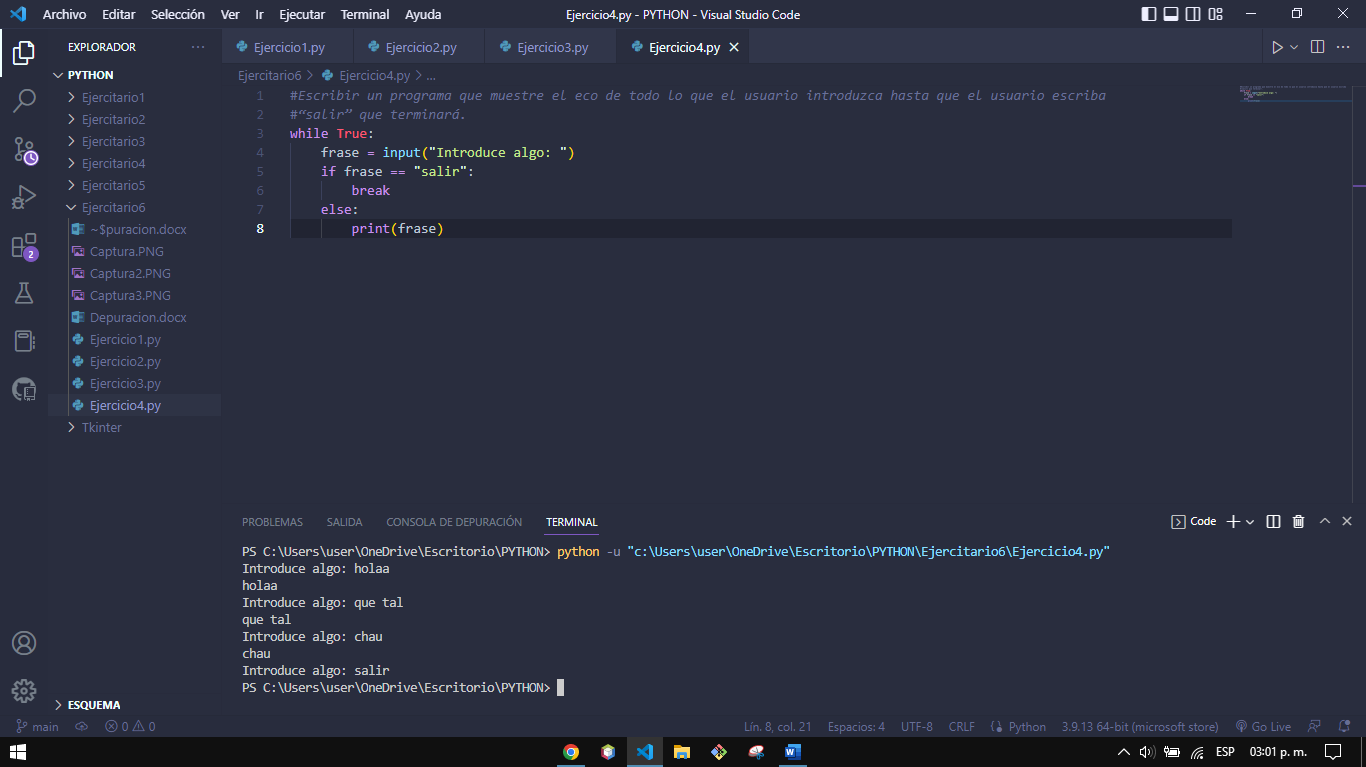 Archivo Editar Selección Ver Ir Ejecutar Terminal Ayuda
Ejercicio4.py - PYTHON - Visual Studio Code
EXPLORADOR
PYTHON
Ejercitario1
Ejercitario2
Ejercitario3
Ejercitario4
Ejercitario5
Ejercitario6
~$puracion.docx
Captura.PNG
Captura2.PNG
Captura3.PNG
Depuracion.docx
Ejercicio1.py
Ejercicio2.py
Ejercicio3.py
Ejercicio4.py
Tkinter
ESQUEMA
2
Ejercicio1.py Ejercicio2.py Ejercicio3.py Ejercicio4.py
Ejercitario6 > Ejercicio4.py > ...
1 #Escribir un programa que muestre el eco de todo lo que el usuario introduzca hasta que el usuario escriba
2 #“salir” que terminará.
3 while True:
4     frase = input("Introduce algo: ")
5     if frase == "salir":
6         break
7     else:
8         print(frase)
PROBLEMAS SALIDA CONSOLA DE DEPURACIÓN TERMINAL
Code
PS C:\Users\user\OneDrive\Escritorio\PYTHON> python -u "c:\Users\user\OneDrive\Escritorio\PYTHON\Ejercitario6\Ejercicio4.py"
Introduce algo: holaa
holaa
Introduce algo: que tal
que tal
Introduce algo: chau
chau
Introduce algo: salir
PS C:\Users\user\OneDrive\Escritorio\PYTHON>
main 0 0 Lín. 8, col. 21 Espacios: 4 UTF-8 CRLF Python 3.9.13 64-bit (microsoft store) Go Live
ESP 03:01 p. m.